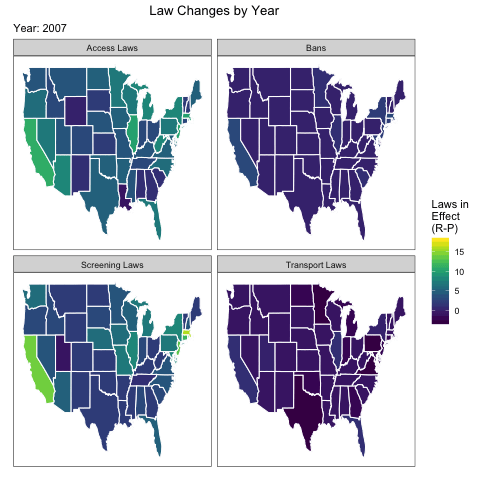 Law Changes by Year
Year: 2007
Access Laws
Bans
Screening Laws
Transport Laws
Laws in
Effect
(R-P)
15
10
5
0